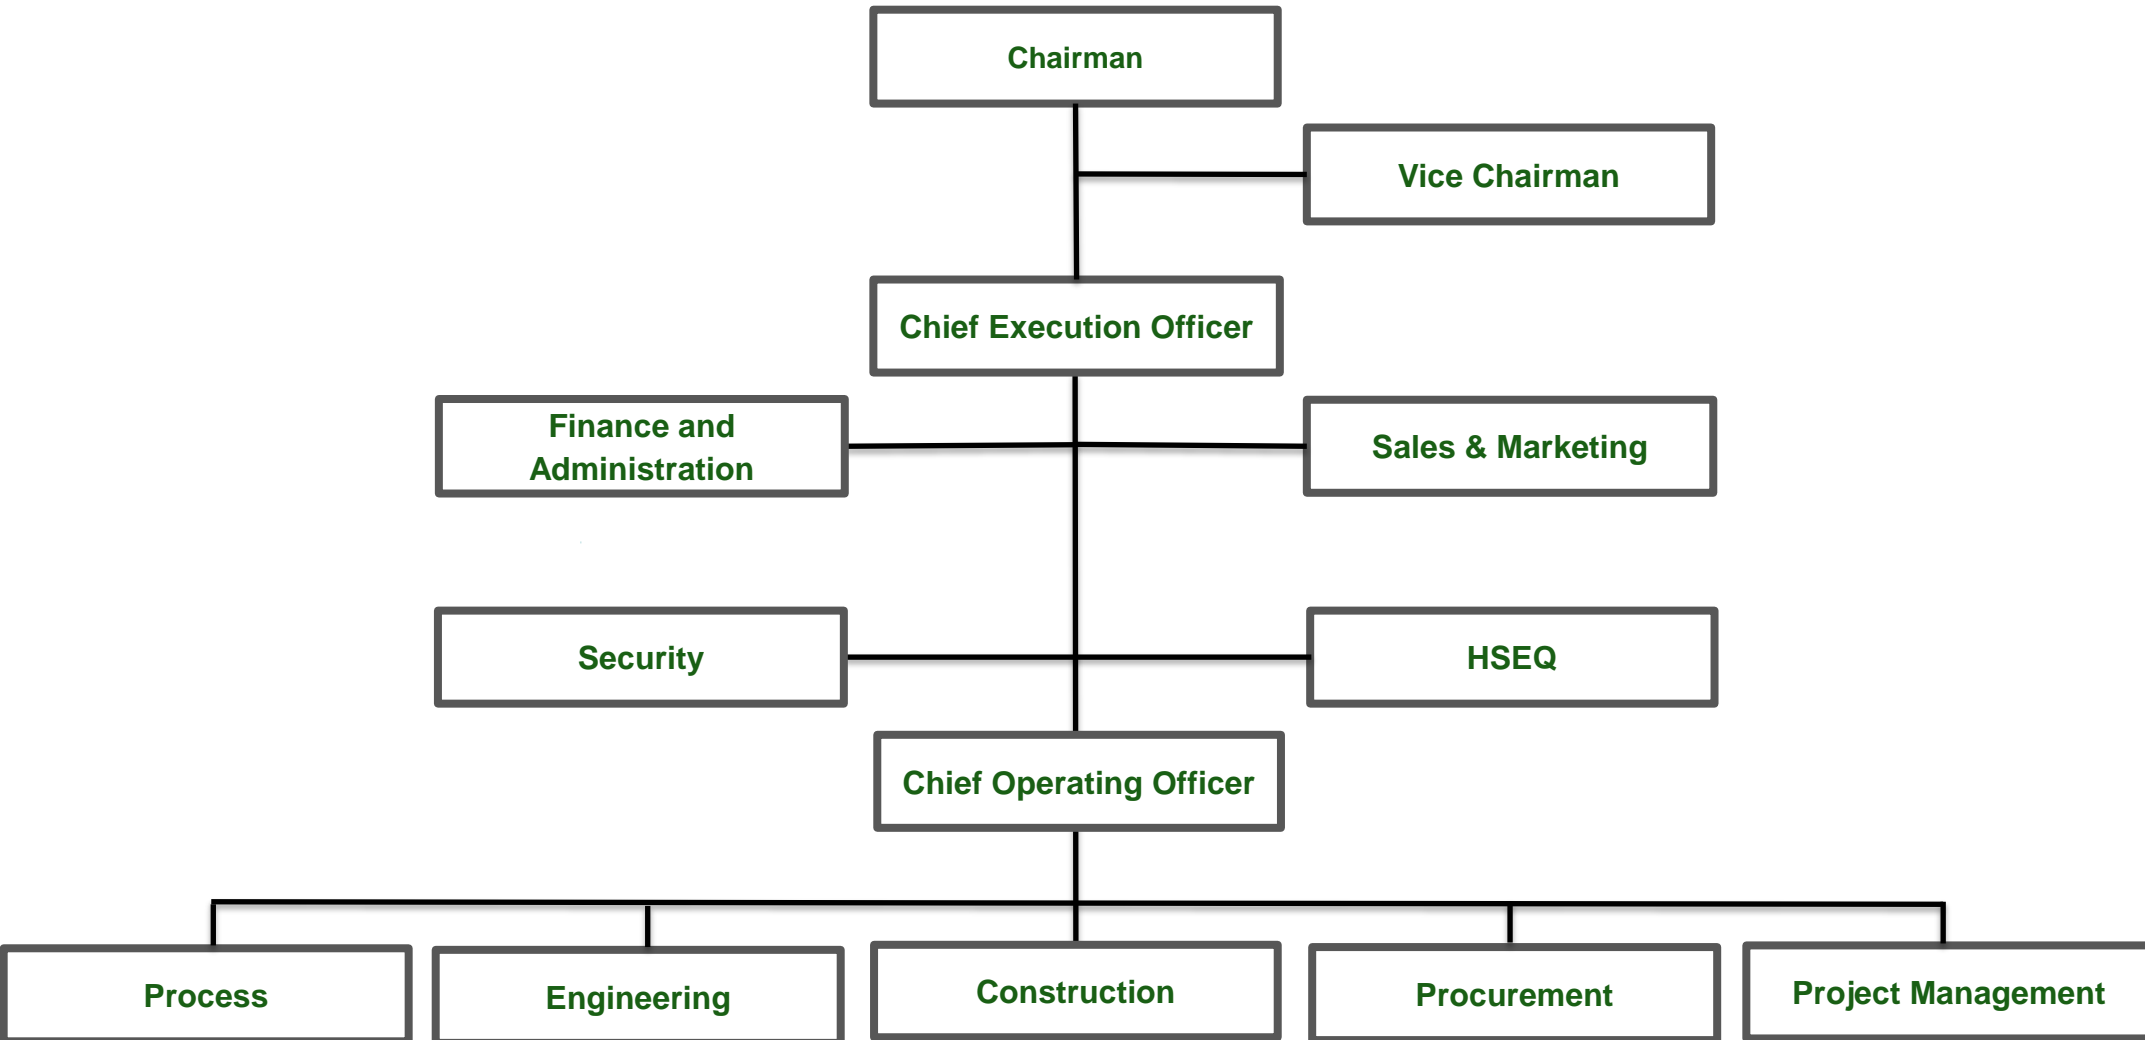 Chairman
Vice Chairman
Chief Execution Officer
Finance and
Administration
Sales & Marketing
Security
HSEQ
Chief Operating Officer
Process
Engineering
Construction
Procurement
Project Management